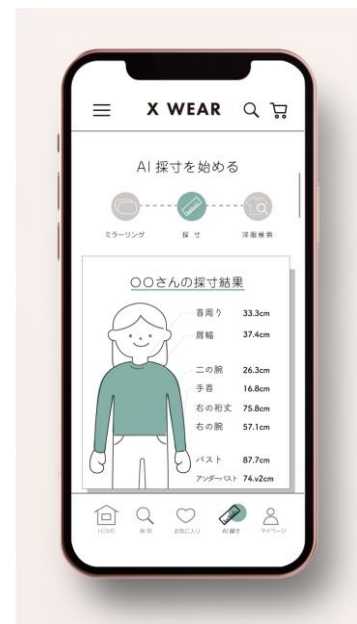 X WEAR
AI 採寸を始める
ミラーリング 採 寸 洋服検索
○○さんの採寸結果
首周り 33.3cm
肩幅 37.4cm
二の腕 26.3cm
手首 16.8cm
右の裄丈 75.8cm
右の腕 57.1cm
バスト 87.7cm
アンダーバスト 74.v2cm
HOME 検 索 お気に入り AI 採寸 マイページ